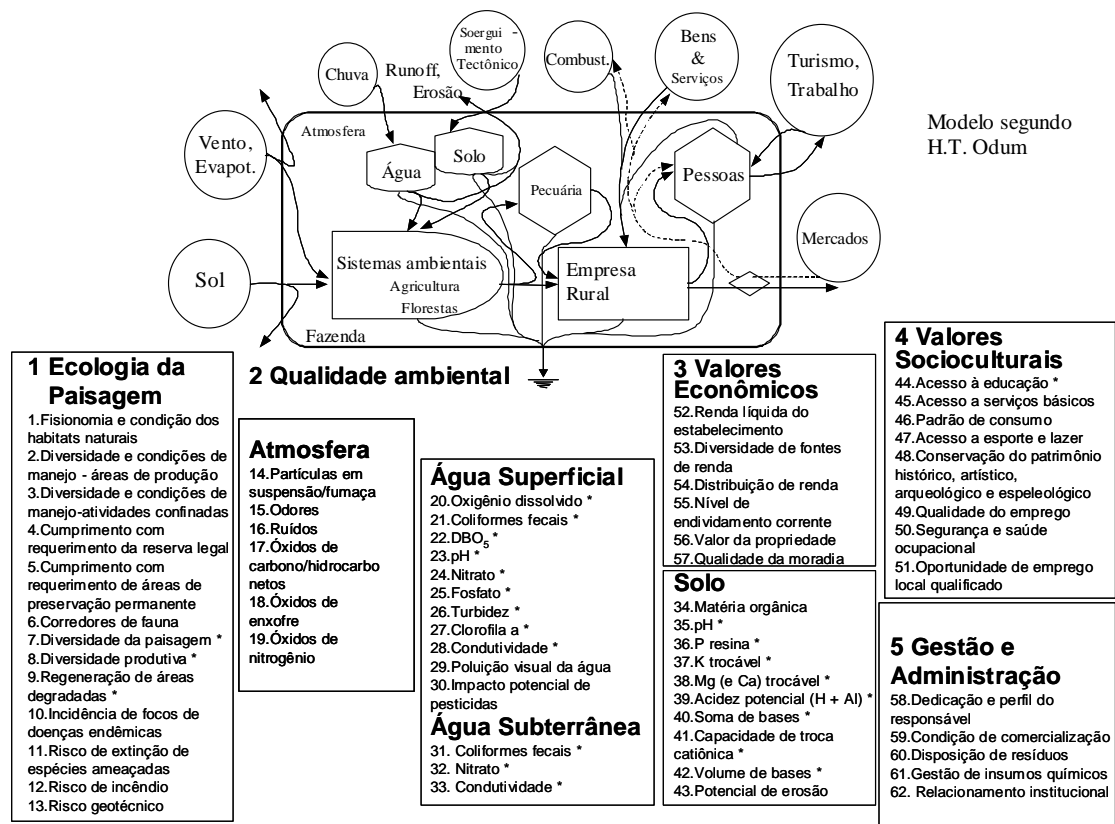 Soergui -
mento
Tectônico
Bens
&
Serviços
Combust.
Turismo,
Trabalho
Chuva
Runoff,
Erosão
Modelo segundo
H.T. Odum
Vento,
Evapot.
Atmosfera
Água
Solo
Pecuária
Pessoas
Mercados
Sol
Sistemas ambientais
Agricultura
Florestas
Empresa
Rural
Fazenda
1 Ecologia da
Paisagem
1.Fisionomia e condição dos
habitats naturais
2.Diversidade e condições de
manejo - áreas de produção
3.Diversidade e condições de
manejo-atividades confinadas
4.Cumprimento com
requerimento da reserva legal
5.Cumprimento com
requerimento de áreas de
preservação permanente
6.Corredores de fauna
7.Diversidade da paisagem *
8.Diversidade produtiva *
9.Regeneração de áreas
degradadas *
10.Incidência de focos de
doenças endêmicas
11.Risco de extinção de
espécies ameaçadas
12.Risco de incêndio
13.Risco geotécnico
2 Qualidade ambiental
Atmosfera
14.Partículas em
suspensão/fumaça
15.Odores
16.Ruídos
17.Óxidos de
carbono/hidrocarbo
netos
18.Óxidos de
enxofre
19.Óxidos de
nitrogênio
Água Superficial
20.Oxigênio dissolvido *
21.Coliformes fecais *
22.DBO5 *
23.pH *
24.Nitrato *
25.Fosfato *
26.Turbidez *
27.Clorofila a *
28.Condutividade *
29.Poluição visual da água
30.Impacto potencial de
pesticidas
Água Subterrânea
31. Coliformes fecais *
32. Nitrato *
33. Condutividade *
3 Valores
Econômicos
52.Renda líquida do
estabelecimento
53.Diversidade de fontes
de renda
54.Distribuição de renda
55.Nível de
endividamento corrente
56.Valor da propriedade
57.Qualidade da moradia
Solo
34.Matéria orgânica
35.pH *
36.P resina *
37.K trocável *
38.Mg (e Ca) trocável *
39.Acidez potencial (H + Al) *
40.Soma de bases *
41.Capacidade de troca
catiônica *
42.Volume de bases *
43.Potencial de erosão
4 Valores
Socioculturais
44.Acesso à educação *
45.Acesso a serviços básicos
46.Padrão de consumo
47.Acesso a esporte e lazer
48.Conservação do patrimônio
histórico, artístico,
arqueológico e espeleológico
49.Qualidade do emprego
50.Segurança e saúde
ocupacional
51.Oportunidade de emprego
local qualificado
5 Gestão e
Administração
58.Dedicação e perfil do
responsável
59.Condição de comercialização
60.Disposição de resíduos
61.Gestão de insumos químicos
62. Relacionamento institucional